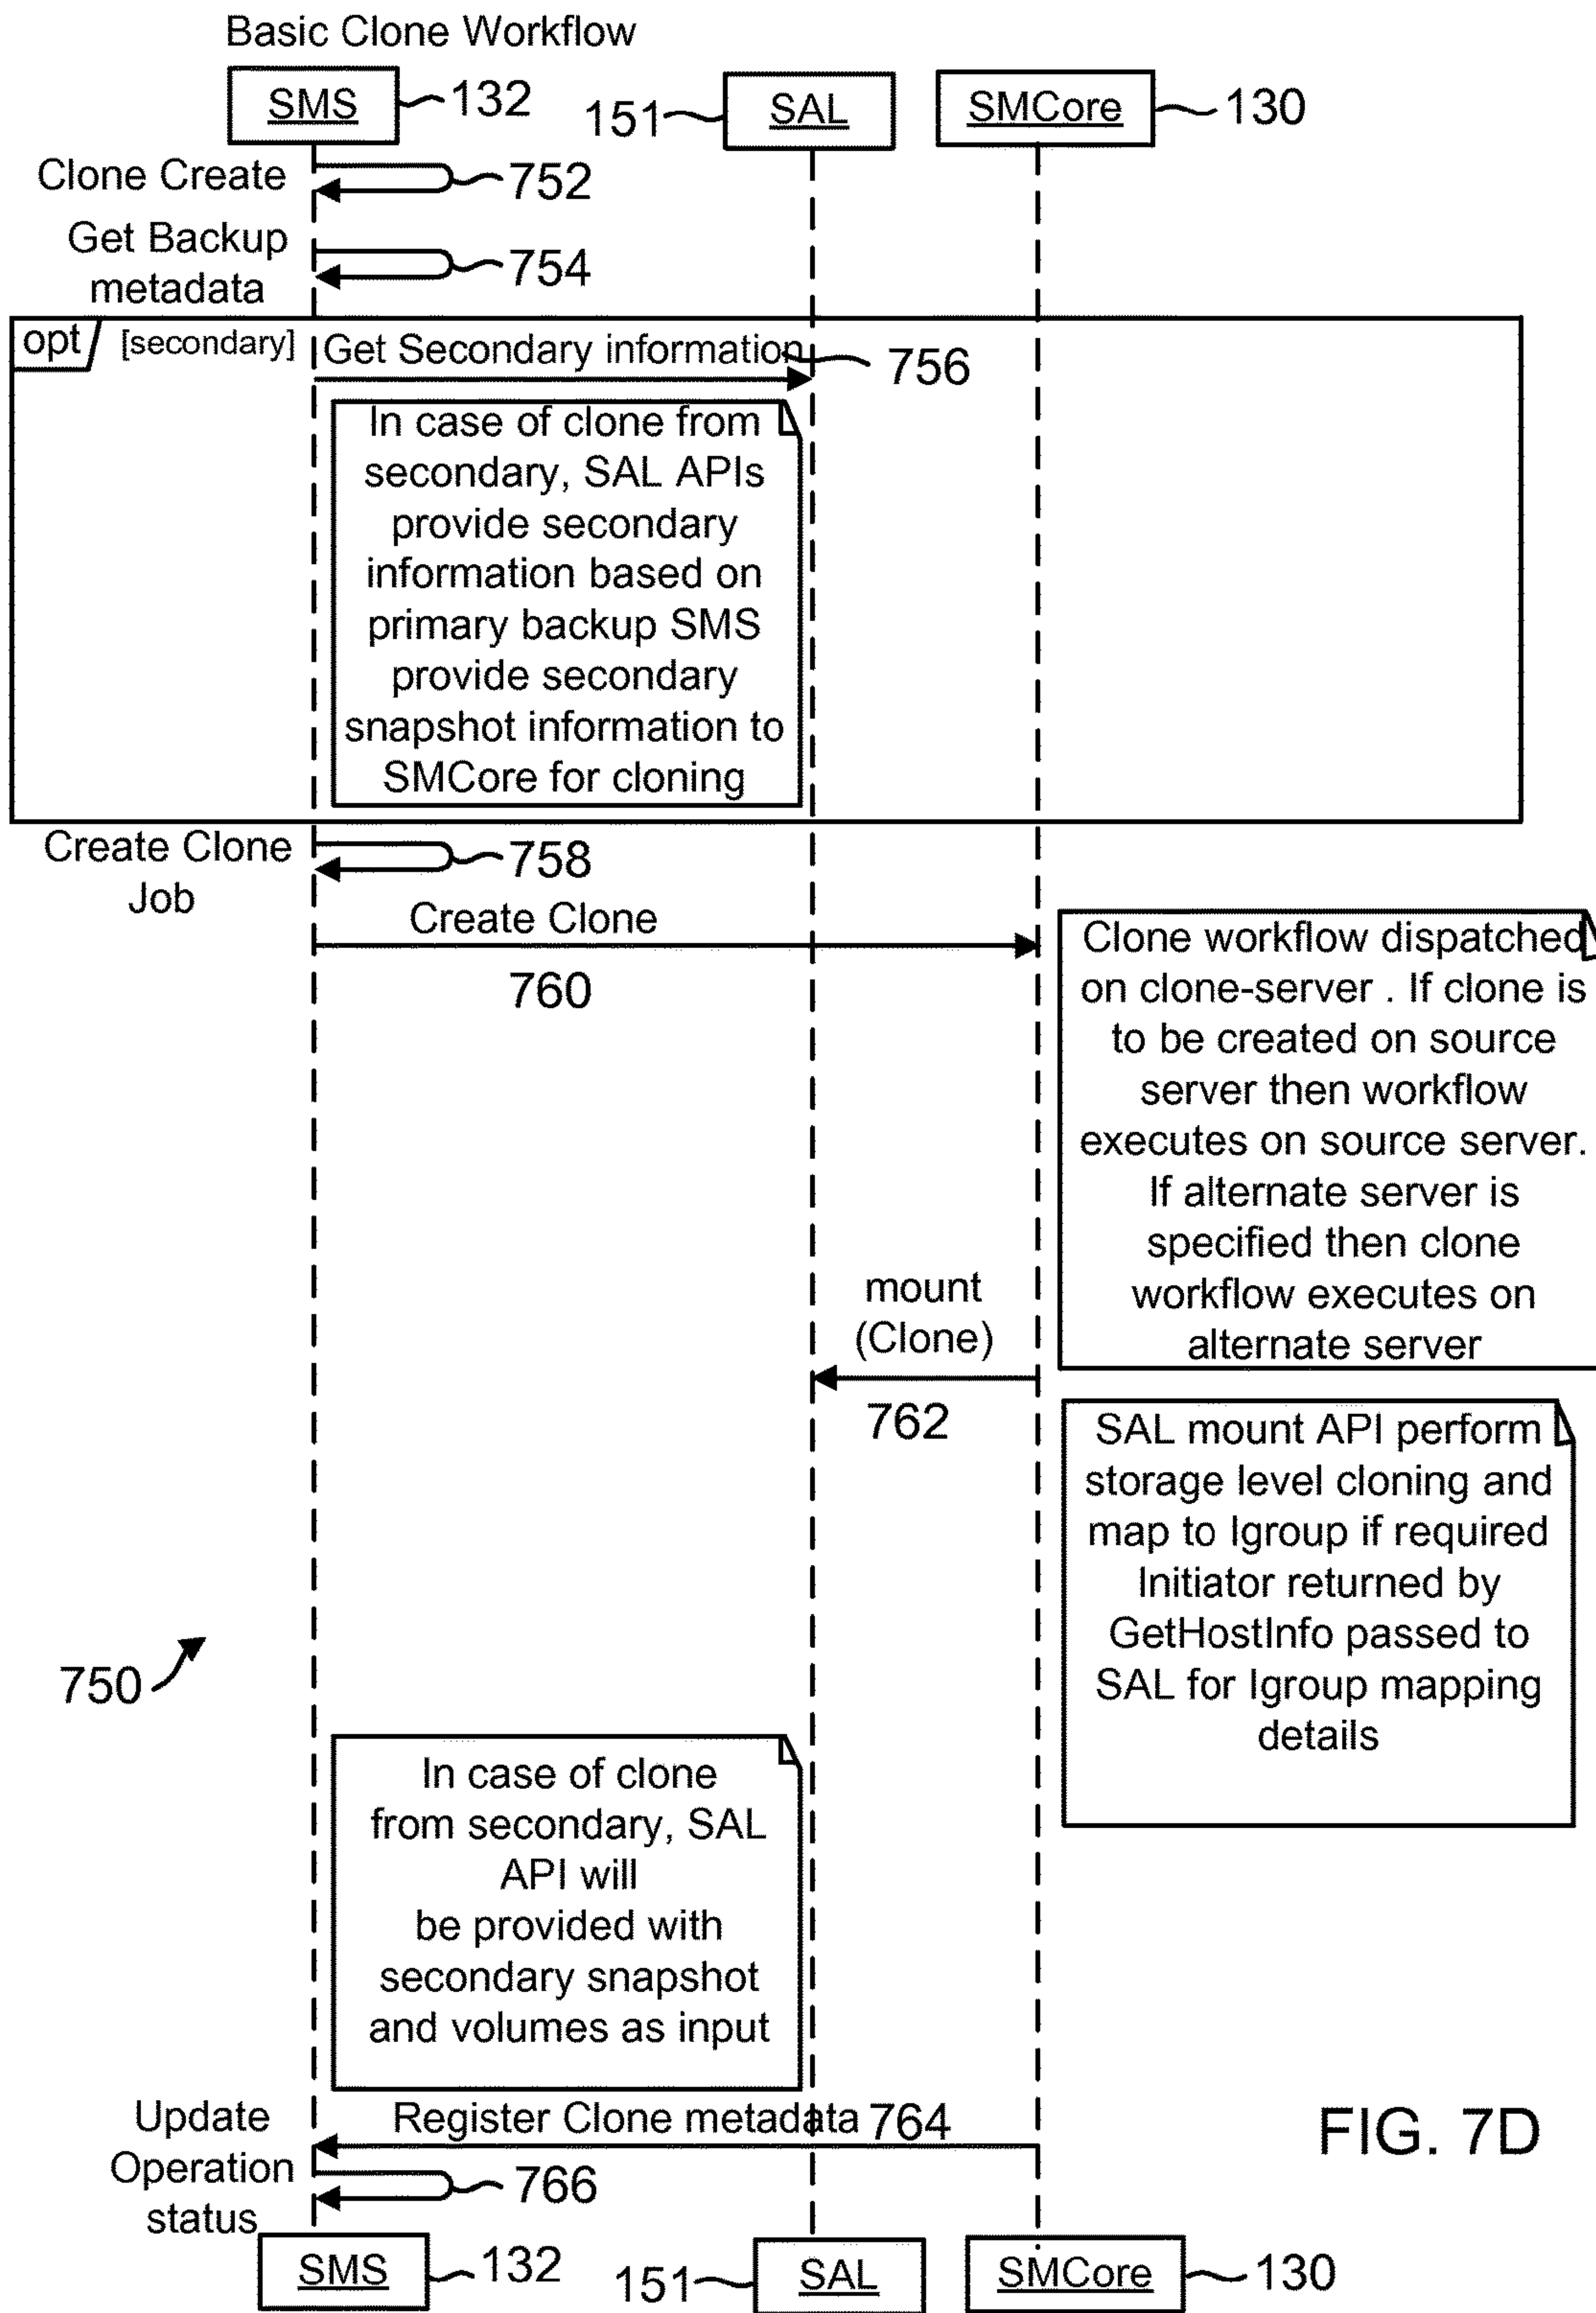 Basic Clone Workflow
SMS
132
151
SAL
SMCore
130
Clone Create
752
Get Backup
metadata
754
opt
[secondary]
Get Secondary information
756
In case of clone from
secondary, SAL APIs
provide secondary
information based on
primary backup SMS
provide secondary
snapshot information to
SMCore for cloning
Create Clone
Job
758
Create Clone
760
Clone workflow dispatched
on clone-server . If clone is
to be created on source
server then workflow
executes on source server.
If alternate server is
specified then clone
workflow executes on
alternate server
mount
(Clone)
762
SAL mount API perform
storage level cloning and
map to Igroup if required
Initiator returned by
GetHostInfo passed to
SAL for Igroup mapping
details
750
In case of clone
from secondary, SAL
API will
be provided with
secondary snapshot
and volumes as input
Register Clone metadata
764
Update
Operation
status
766
FIG. 7D
SMS
132
151
SAL
SMCore
130